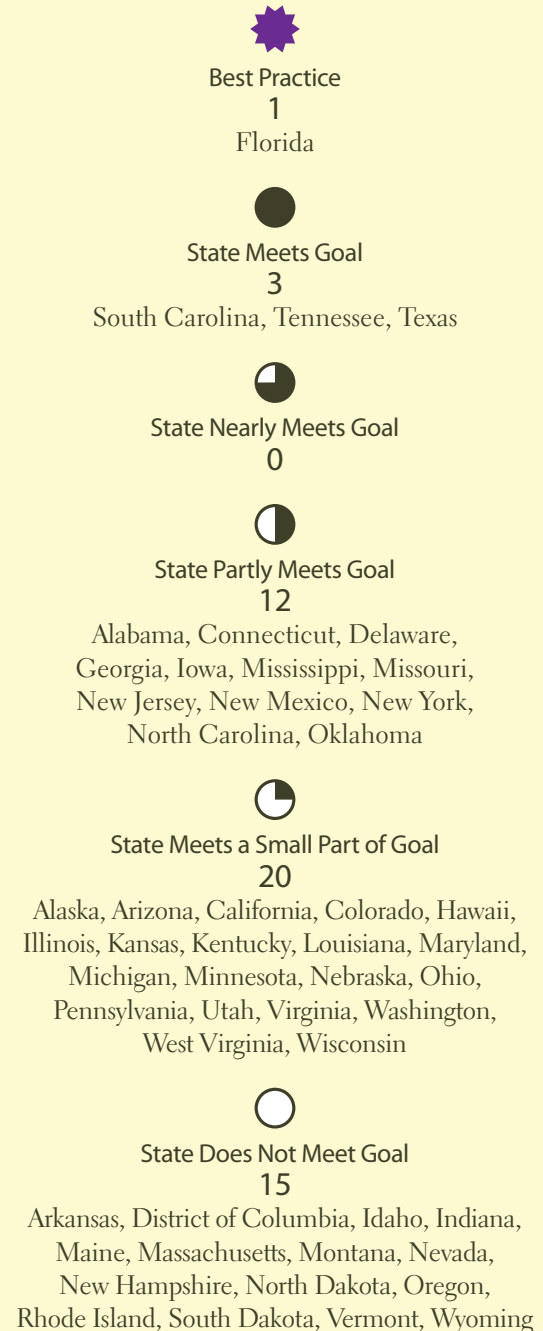 Best Practice
1
Florida
State Meets Goal
3
South Carolina, Tennessee, Texas
State Nearly Meets Goal
0
State Partly Meets Goal
12
Alabama, Connecticut, Delaware,
Georgia, Iowa, Mississippi, Missouri,
New Jersey, New Mexico, New York,
North Carolina, Oklahoma
State Meets a Small Part of Goal
20
Alaska, Arizona, California, Colorado, Hawaii,
Illinois, Kansas, Kentucky, Louisiana, Maryland,
Michigan, Minnesota, Nebraska, Ohio,
Pennsylvania, Utah, Virginia, Washington,
West Virginia, Wisconsin
State Does Not Meet Goal
15
Arkansas, District of Columbia, Idaho, Indiana,
Maine, Massachusetts, Montana, Nevada,
New Hampshire, North Dakota, Oregon,
Rhode Island, South Dakota, Vermont, Wyoming